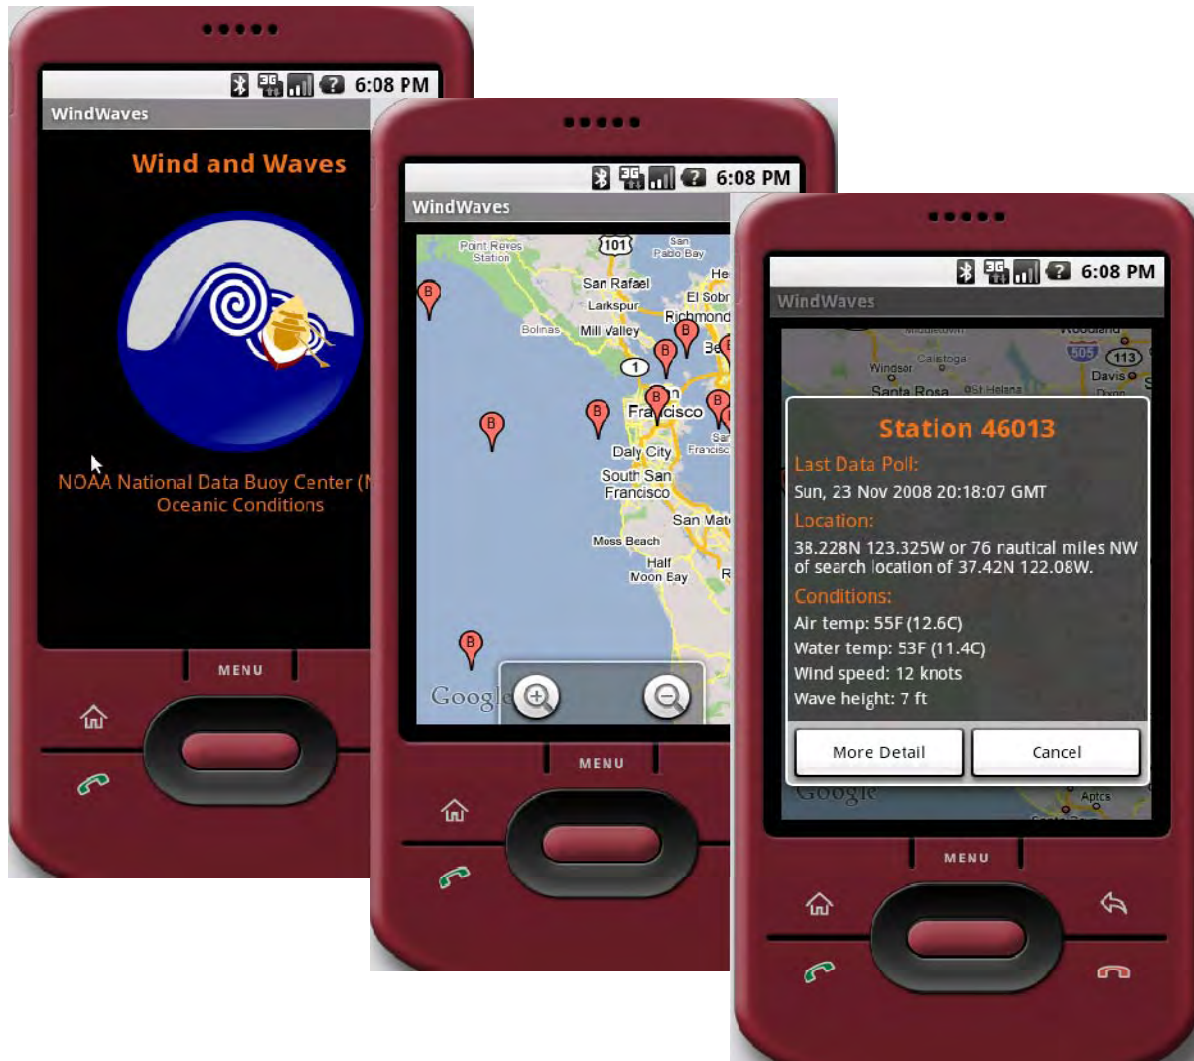 6:08 PM
WindWaves
Wind and Waves
NOAA National Data Buoy Center
Oceanic Conditions
MENU
6:08 PM
WindWaves
Point Reyes
Station
101
San
Pablo Bay
San Rafael
Larkspur
El Sobr
Richmond
Bolinas
Mill Valley
1
Francisco
Daly City
South San
Francisco
San Mat
Moss Beach
Half
Moon Bay
B
B
B
B
B
B
B
B
Google
MENU
6:08 PM
WindWaves
Middletown
Woodland
505
113
Windsor
Calistoga
Davis
Santa Rosa
St Helena
Dixon
Station 46013
Last Data Poll:
Sun, 23 Nov 2008 20:18:07 GMT
Location:
38.228N 123.325W or 76 nautical miles NW
of search location of 37.42N 122.08W.
Conditions:
Air temp: 55F (12.6C)
Water temp: 53F (11.4C)
Wind speed: 12 knots
Wave height: 7 ft
More Detail
Cancel
Google
Aptos
MENU